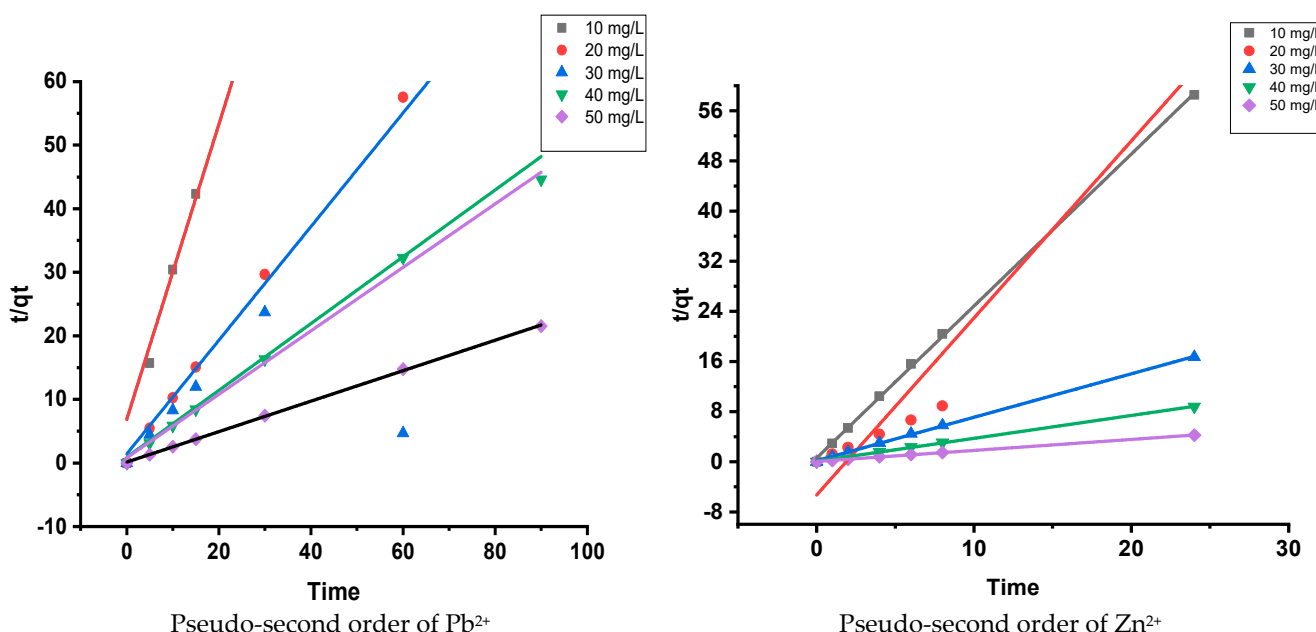 10 mg/L
20 mg/L
30 mg/L
40 mg/L
50 mg/L
60
50
40
30
20
10
0
-10
t/qt
0 20 40 60 80 100
Time
Pseudo-second order of Pb²⁺
10 mg/L
20 mg/L
30 mg/L
40 mg/L
50 mg/L
56
48
40
32
24
16
8
0
-8
t/qt
0 10 20 30
Time
Pseudo-second order of Zn²⁺